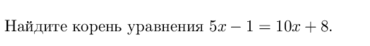 Найдите корень уравнения 5x − 1 = 10x + 8.